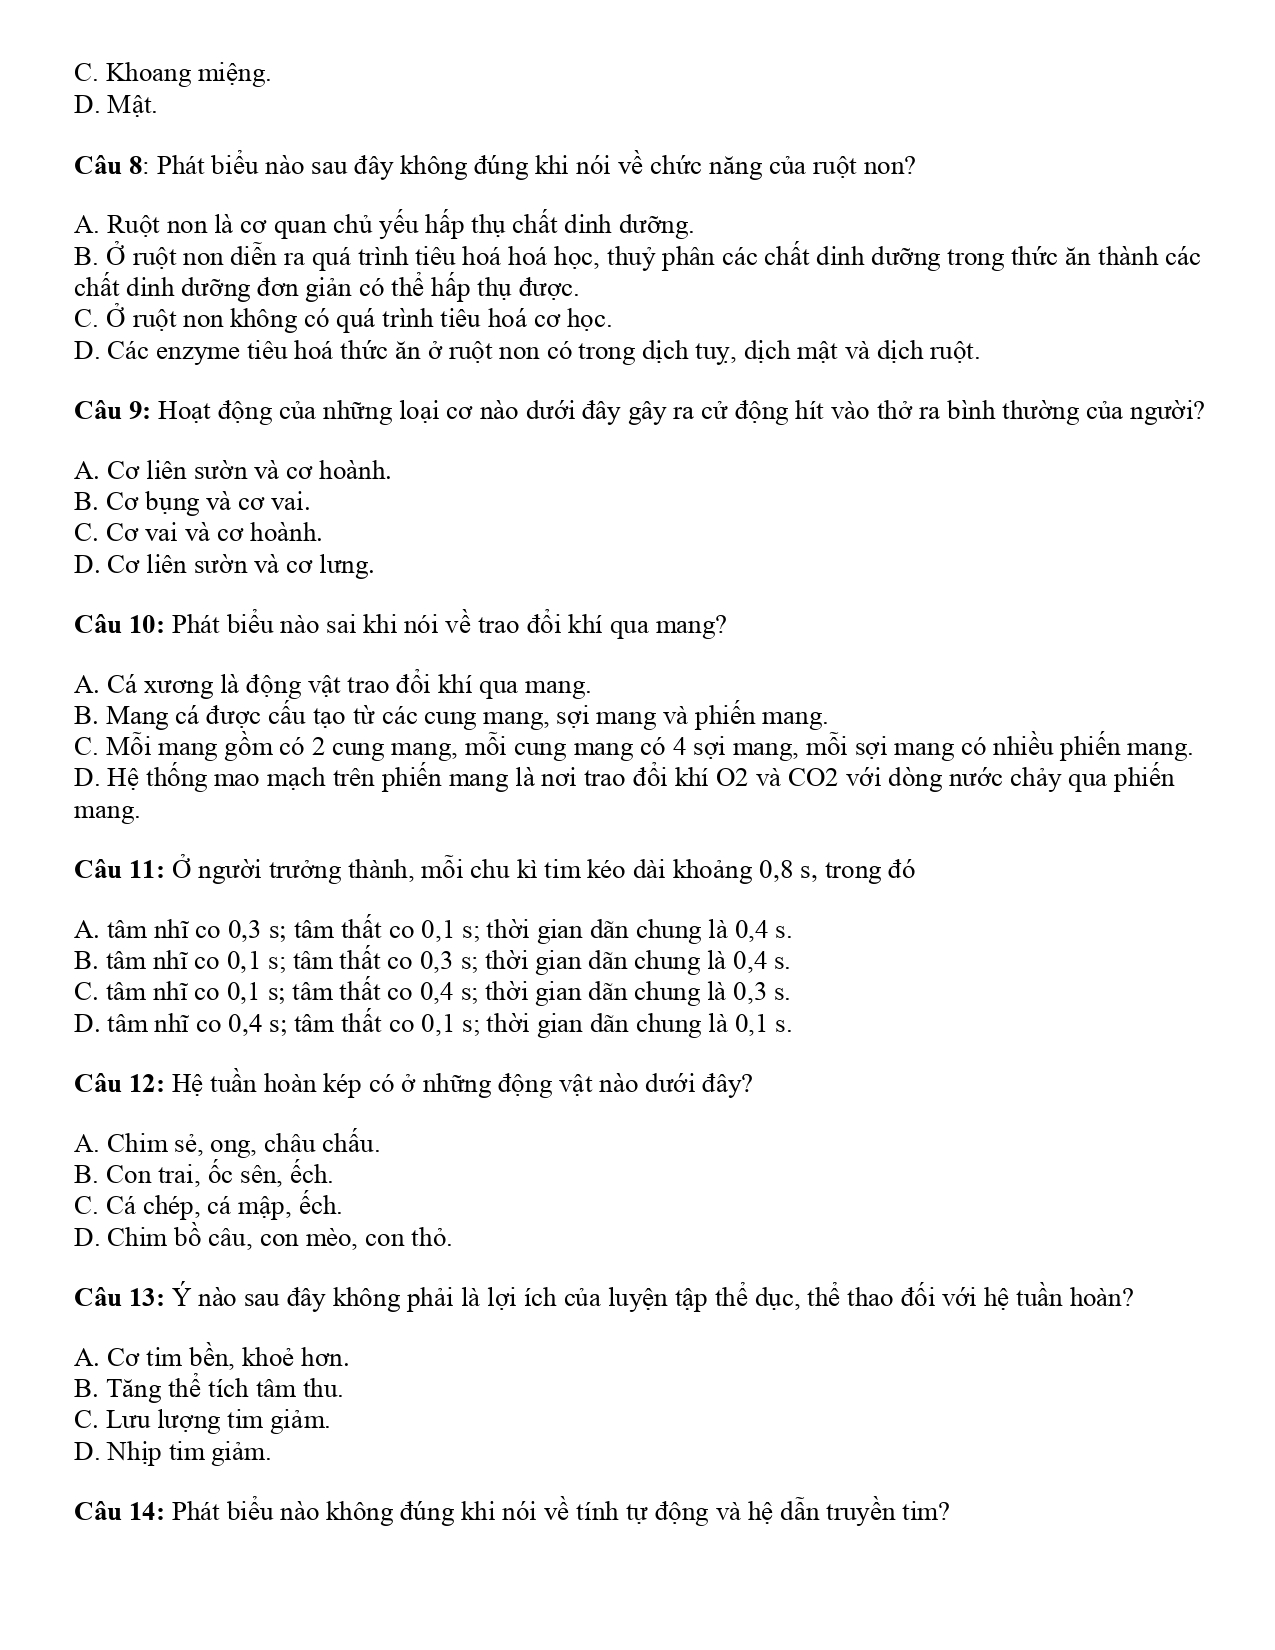 C. Khoang miệng.
D. Mật.
Câu 8: Phát biểu nào sau đây không đúng khi nói về chức năng của ruột non?
A. Ruột non là cơ quan chủ yếu hấp thụ chất dinh dưỡng.
B. Ở ruột non diễn ra quá trình tiêu hoá hoá học, thuỷ phân các chất dinh dưỡng trong thức ăn thành các
chất dinh dưỡng đơn giản có thể hấp thụ được.
C. Ở ruột non không có quá trình tiêu hoá cơ học.
D. Các enzyme tiêu hoá thức ăn ở ruột non có trong dịch tuỵ, dịch mật và dịch ruột.
Câu 9: Hoạt động của những loại cơ nào dưới đây gây ra cử động hít vào thở ra bình thường của người?
A. Cơ liên sườn và cơ hoành.
B. Cơ bụng và cơ vai.
C. Cơ vai và cơ hoành.
D. Cơ liên sườn và cơ lưng.
Câu 10: Phát biểu nào sai khi nói về trao đổi khí qua mang?
A. Cá xương là động vật trao đổi khí qua mang.
B. Mang cá được cấu tạo từ các cung mang, sợi mang và phiến mang.
C. Mỗi mang gồm có 2 cung mang, mỗi cung mang có 4 sợi mang, mỗi sợi mang có nhiều phiến mang.
D. Hệ thống mao mạch trên phiến mang là nơi trao đổi khí O2 và CO2 với dòng nước chảy qua phiến
mang.
Câu 11: Ở người trưởng thành, mỗi chu kì tim kéo dài khoảng 0,8 s, trong đó
A. tâm nhĩ co 0,3 s; tâm thất co 0,1 s; thời gian dãn chung là 0,4 s.
B. tâm nhĩ co 0,1 s; tâm thất co 0,3 s; thời gian dãn chung là 0,4 s.
C. tâm nhĩ co 0,1 s; tâm thất co 0,4 s; thời gian dãn chung là 0,3 s.
D. tâm nhĩ co 0,4 s; tâm thất co 0,1 s; thời gian dãn chung là 0,1 s.
Câu 12: Hệ tuần hoàn kép có ở những động vật nào dưới đây?
A. Chim sẻ, ong, châu chấu.
B. Con trai, ốc sên, ếch.
C. Cá chép, cá mập, ếch.
D. Chim bồ câu, con mèo, con thỏ.
Câu 13: Ý nào sau đây không phải là lợi ích của luyện tập thể dục, thể thao đối với hệ tuần hoàn?
A. Cơ tim bền, khoẻ hơn.
B. Tăng thể tích tâm thu.
C. Lưu lượng tim giảm.
D. Nhịp tim giảm.
Câu 14: Phát biểu nào không đúng khi nói về tính tự động và hệ dẫn truyền tim?